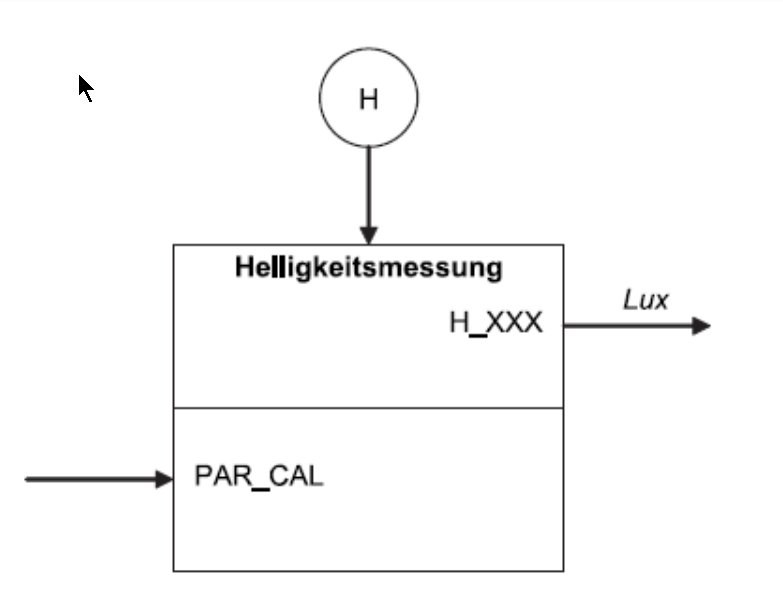 H
Helligkeitsmessung
H_XXX
Lux
PAR_CAL